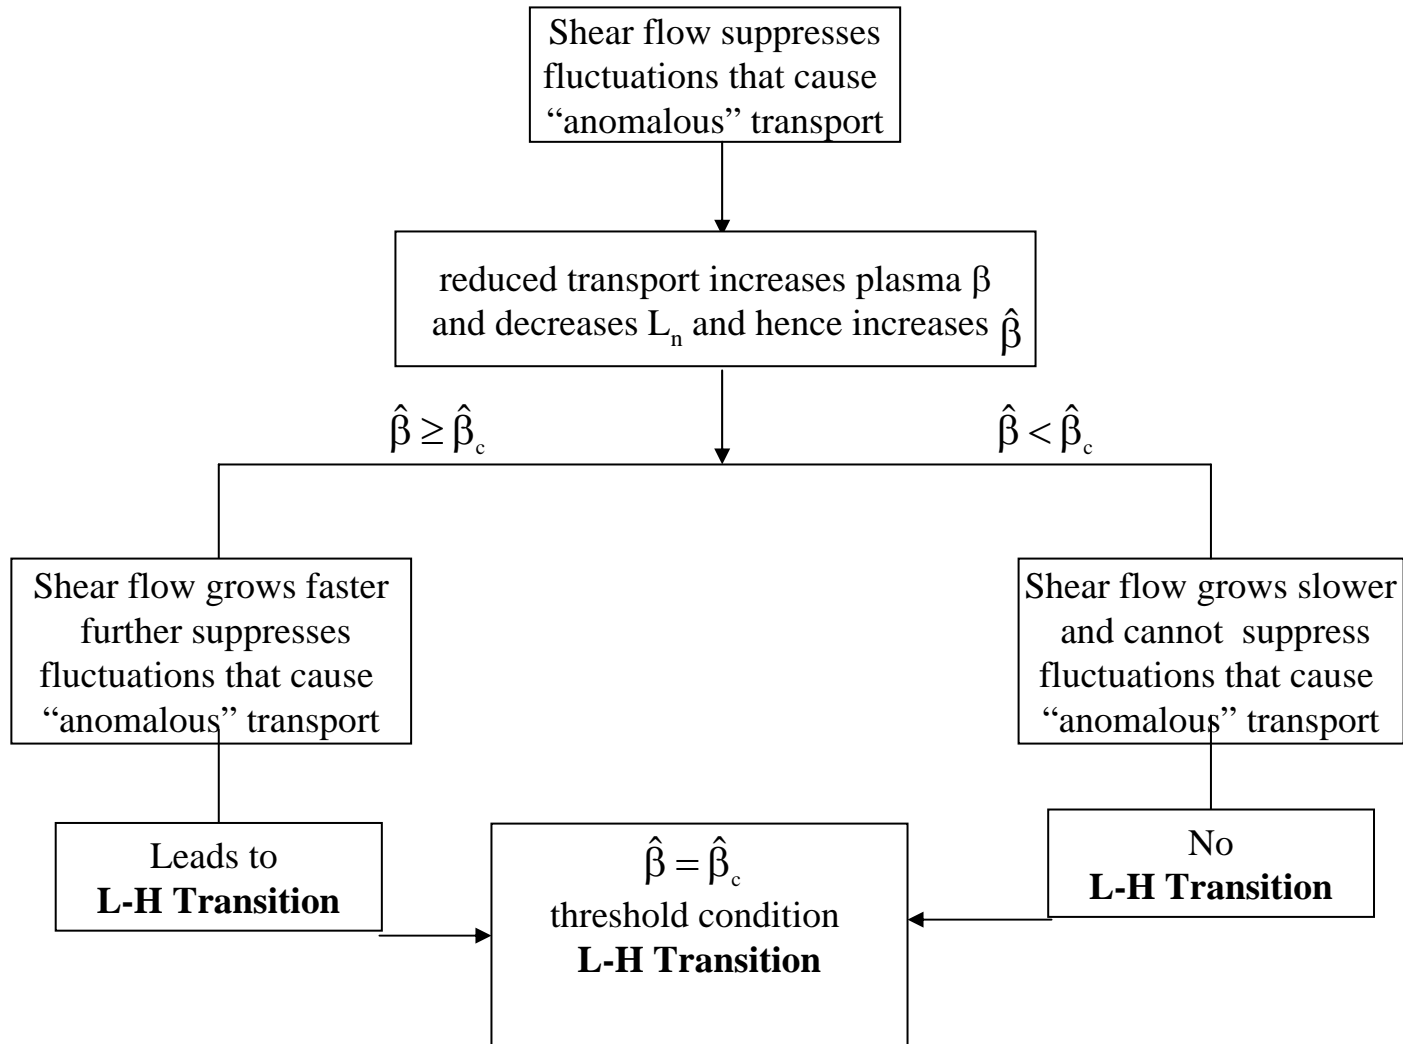 Shear flow suppresses
fluctuations that cause
“anomalous” transport
reduced transport increases plasma β
and decreases Lₙ and hence increases β̂
β̂ ≥ β̂c
β̂ < β̂c
Shear flow grows faster
further suppresses
fluctuations that cause
“anomalous” transport
Shear flow grows slower
and cannot suppress
fluctuations that cause
“anomalous” transport
Leads to
L-H Transition
β̂ = β̂c
threshold condition
L-H Transition
No
L-H Transition